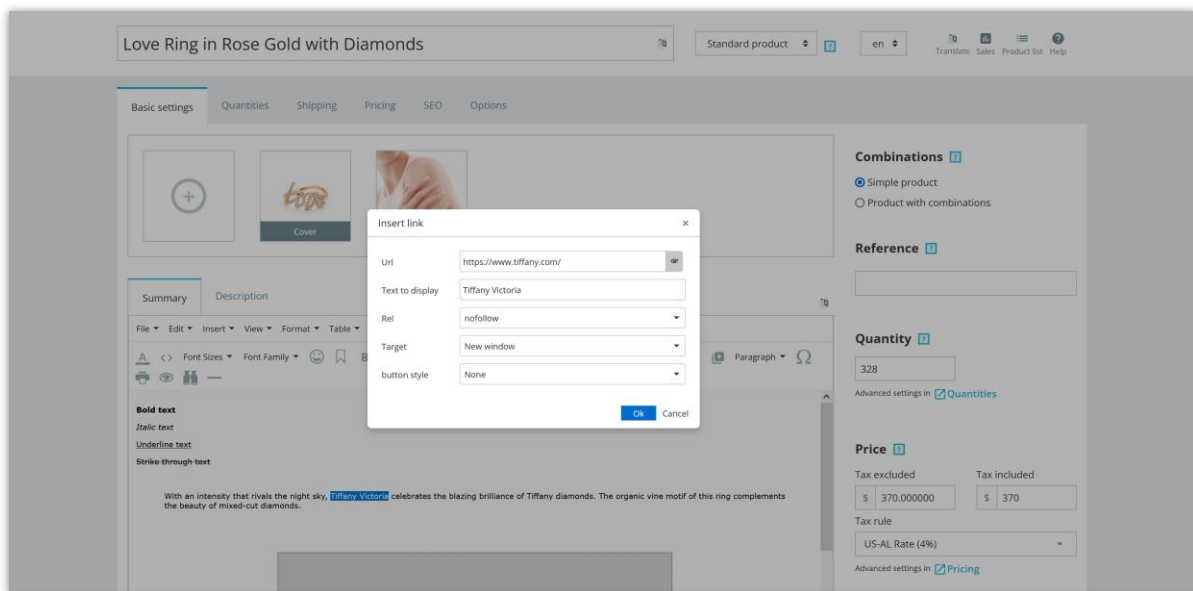 Love Ring in Rose Gold with Diamonds
Standard product
en
Translate Sales Product list Help
Basic settings Quantities Shipping Pricing SEO Options
Cover
Combinations
Simple product
Product with combinations
Reference
Insert link
Url https://www.tiffany.com/
Text to display Tiffany Victoria
Rel nofollow
Target New window
button style None
Ok Cancel
Summary Description
File Edit Insert View Format Table
A <> Font Sizes Font Family B Paragraph Ω
Quantity
328
Advanced settings in Quantities
Bold text
Italic text
Underline text
Strike through text
With an intensity that rivals the night sky, Tiffany Victoria celebrates the blazing brilliance of Tiffany diamonds. The organic vine motif of this ring complements
the beauty of mixed-cut diamonds.
Price
Tax excluded Tax included
$ 370.000000 $ 370
Tax rule
US-AL Rate (4%)
Advanced settings in Pricing